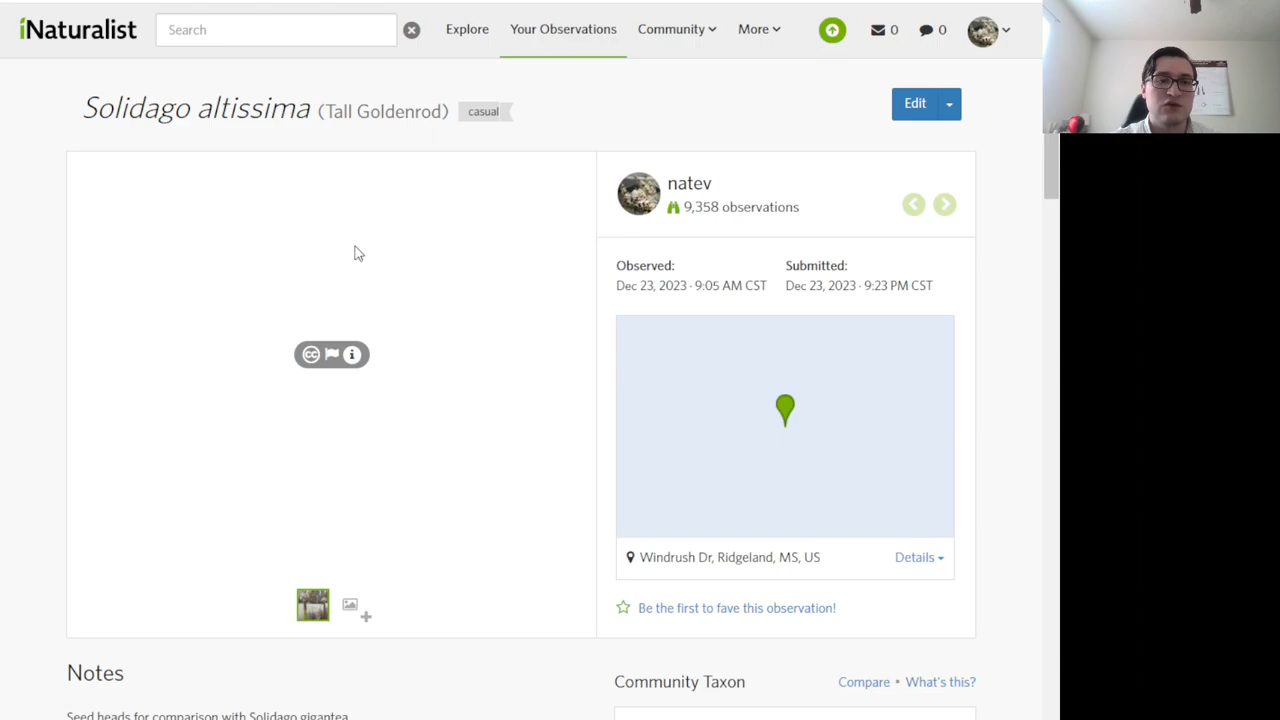 iNaturalist
Search
Explore
Your Observations
Community
More
0
0
Solidago altissima (Tall Goldenrod)
casual
Edit
natev
9,358 observations
Observed:
Submitted:
Dec 23, 2023 · 9:05 AM CST
Dec 23, 2023 · 9:23 PM CST
cc
i
Windrush Dr, Ridgeland, MS, US
Details
Be the first to fave this observation!
Notes
Community Taxon
Compare • What's this?
Seed heads for comparison with Solidago gigantea